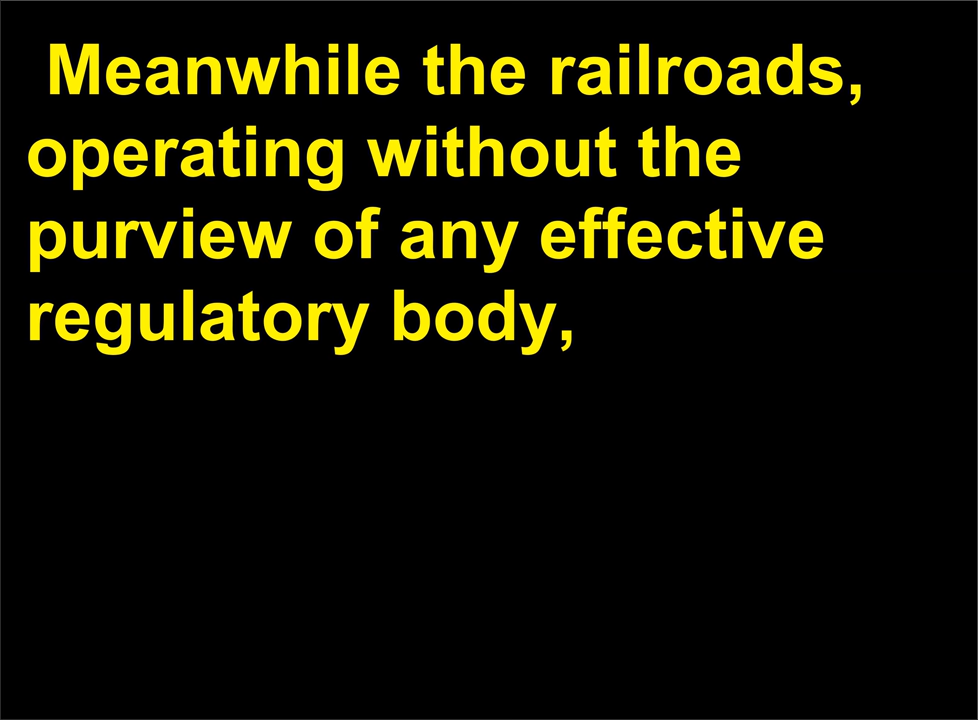 Meanwhile the railroads,
operating without the
purview of any effective
regulatory body,